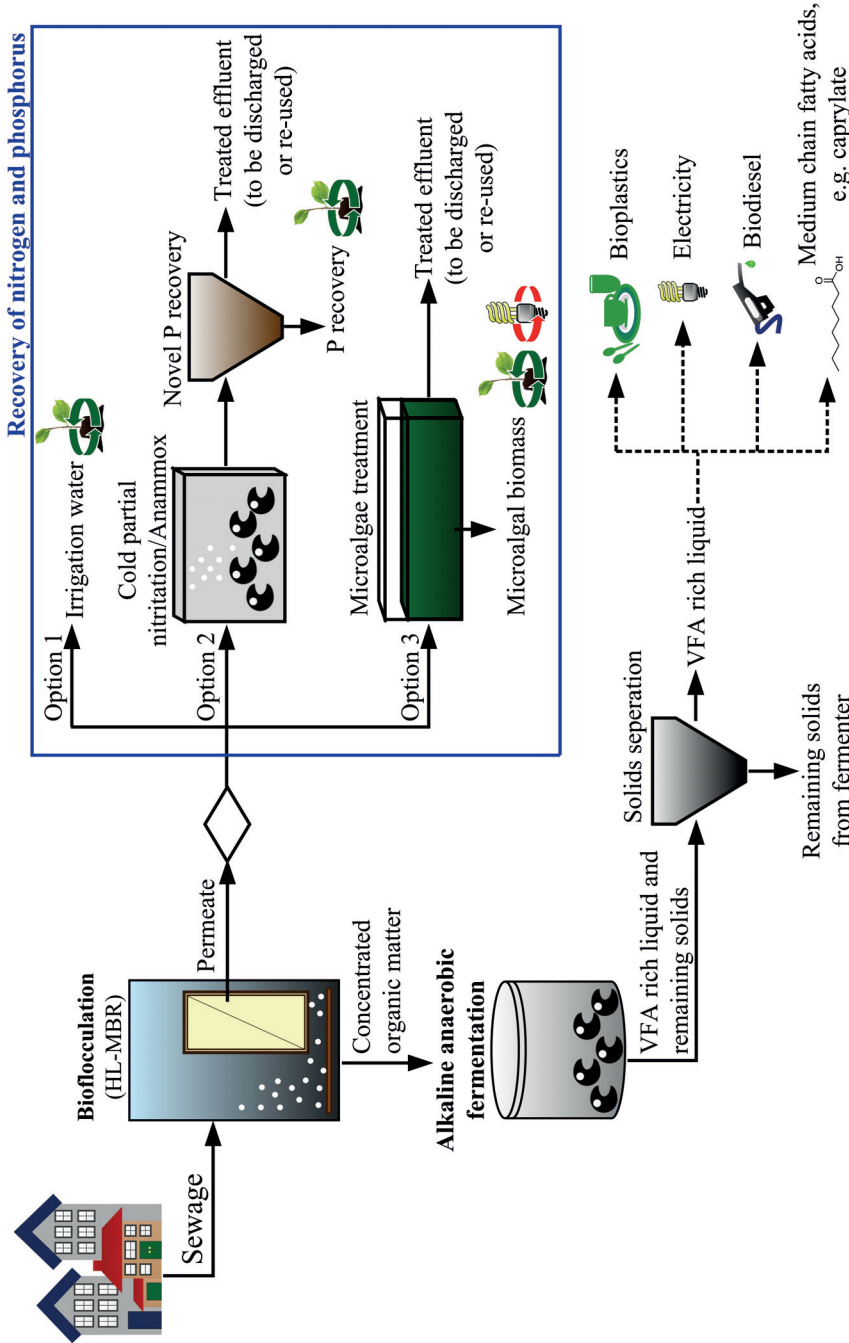 Sewage
Bioflocculation
(HL-MBR)
Permeate
Concentrated
organic matter
Alkaline anaerobic
fermentation
VFA rich liquid and
remaining solids
Solids seperation
Remaining solids
from fermenter
VFA rich liquid
Bioplastics
Electricity
Biodiesel
Medium chain fatty acids,
e.g. caprylate
O
OH
Recovery of nitrogen and phosphorus
Option 1
Irrigation water
Option 2
Cold partial
nitritation/Anammox
Novel P recovery
P recovery
Treated effluent
(to be discharged
or re-used)
Option 3
Microalgae treatment
Microalgal biomass
Treated effluent
(to be discharged
or re-used)